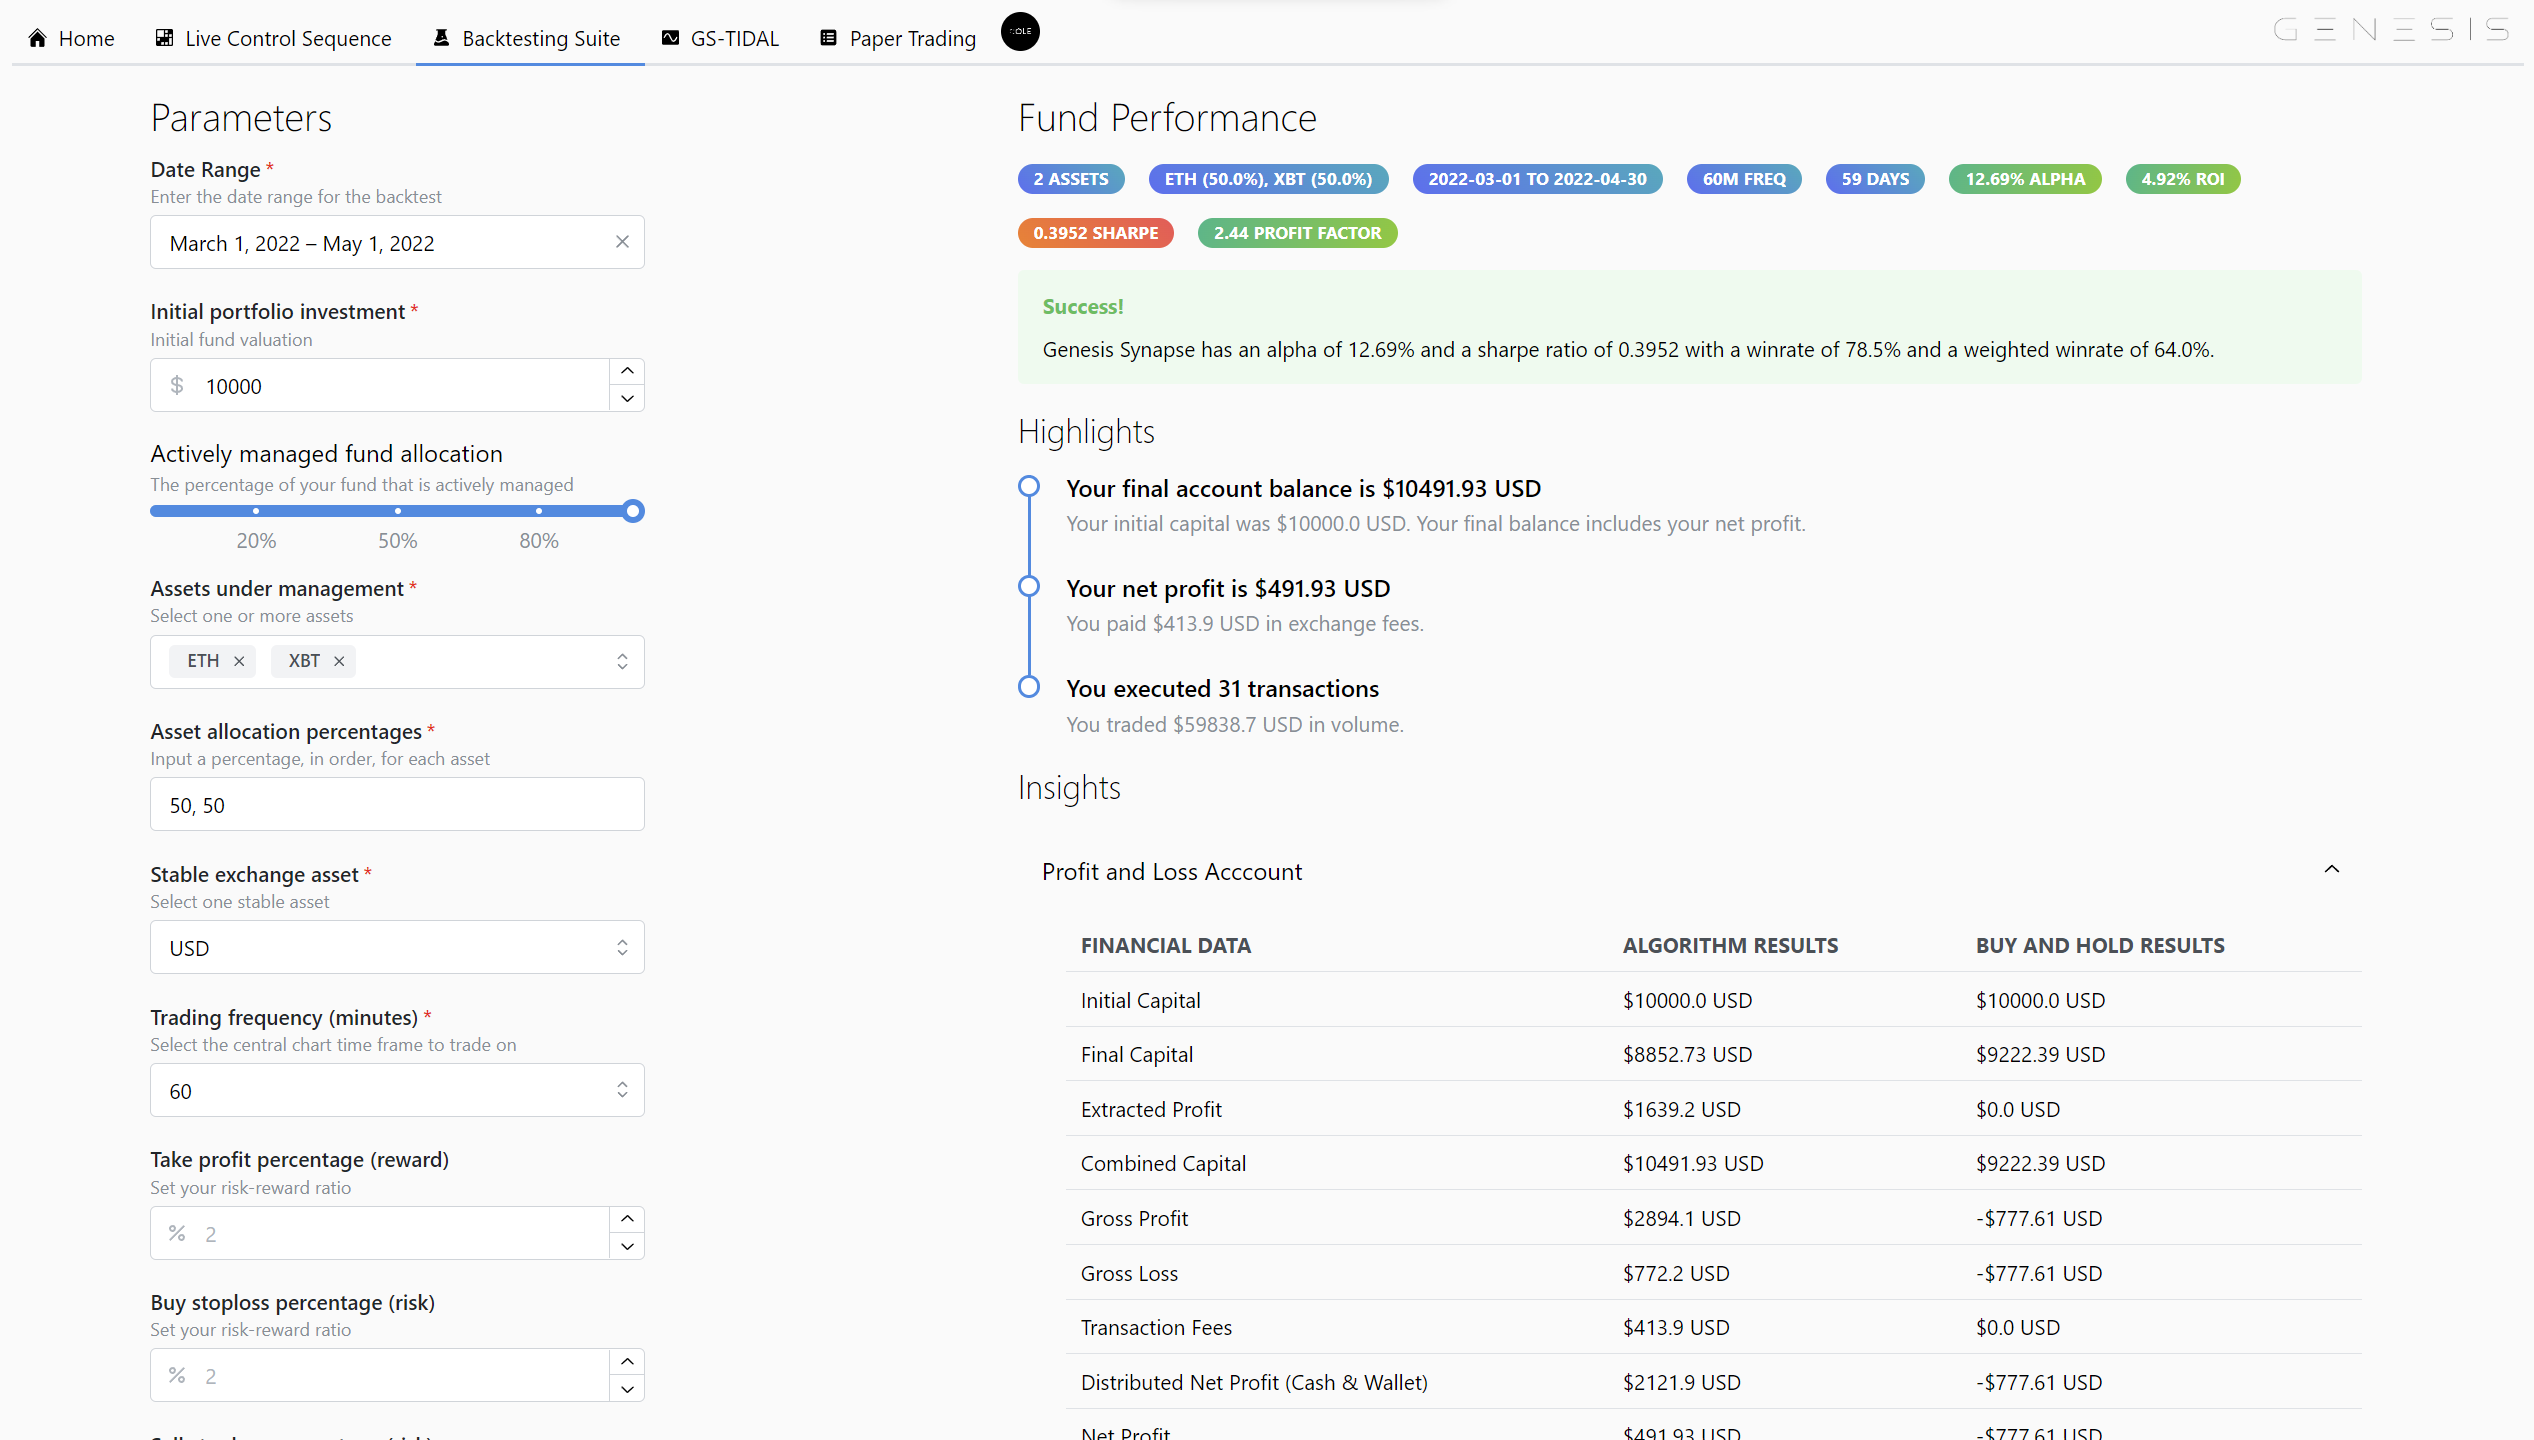 Home
Live Control Sequence
Backtesting Suite
GS-TIDAL
Paper Trading
GENESIS
Parameters
Date Range *
Enter the date range for the backtest
March 1, 2022 – May 1, 2022
Initial portfolio investment *
Initial fund valuation
$ 10000
Actively managed fund allocation
The percentage of your fund that is actively managed
20% 50% 80%
Assets under management *
Select one or more assets
ETH XBT
Asset allocation percentages *
Input a percentage, in order, for each asset
50, 50
Stable exchange asset *
Select one stable asset
USD
Trading frequency (minutes) *
Select the central chart time frame to trade on
60
Take profit percentage (reward)
Set your risk-reward ratio
% 2
Buy stoploss percentage (risk)
Set your risk-reward ratio
% 2
Fund Performance
2 ASSETS
ETH (50.0%), XBT (50.0%)
2022-03-01 TO 2022-04-30
60M FREQ
59 DAYS
12.69% ALPHA
4.92% ROI
0.3952 SHARPE
2.44 PROFIT FACTOR
Success!
Genesis Synapse has an alpha of 12.69% and a sharpe ratio of 0.3952 with a winrate of 78.5% and a weighted winrate of 64.0%.
Highlights
Your final account balance is $10491.93 USD
Your initial capital was $10000.0 USD. Your final balance includes your net profit.
Your net profit is $491.93 USD
You paid $413.9 USD in exchange fees.
You executed 31 transactions
You traded $59838.7 USD in volume.
Insights
Profit and Loss Acccount
FINANCIAL DATA ALGORITHM RESULTS BUY AND HOLD RESULTS
Initial Capital $10000.0 USD $10000.0 USD
Final Capital $8852.73 USD $9222.39 USD
Extracted Profit $1639.2 USD $0.0 USD
Combined Capital $10491.93 USD $9222.39 USD
Gross Profit $2894.1 USD -$777.61 USD
Gross Loss $772.2 USD -$777.61 USD
Transaction Fees $413.9 USD $0.0 USD
Distributed Net Profit (Cash & Wallet) $2121.9 USD -$777.61 USD
Net Profit $491.93 USD -$777.61 USD